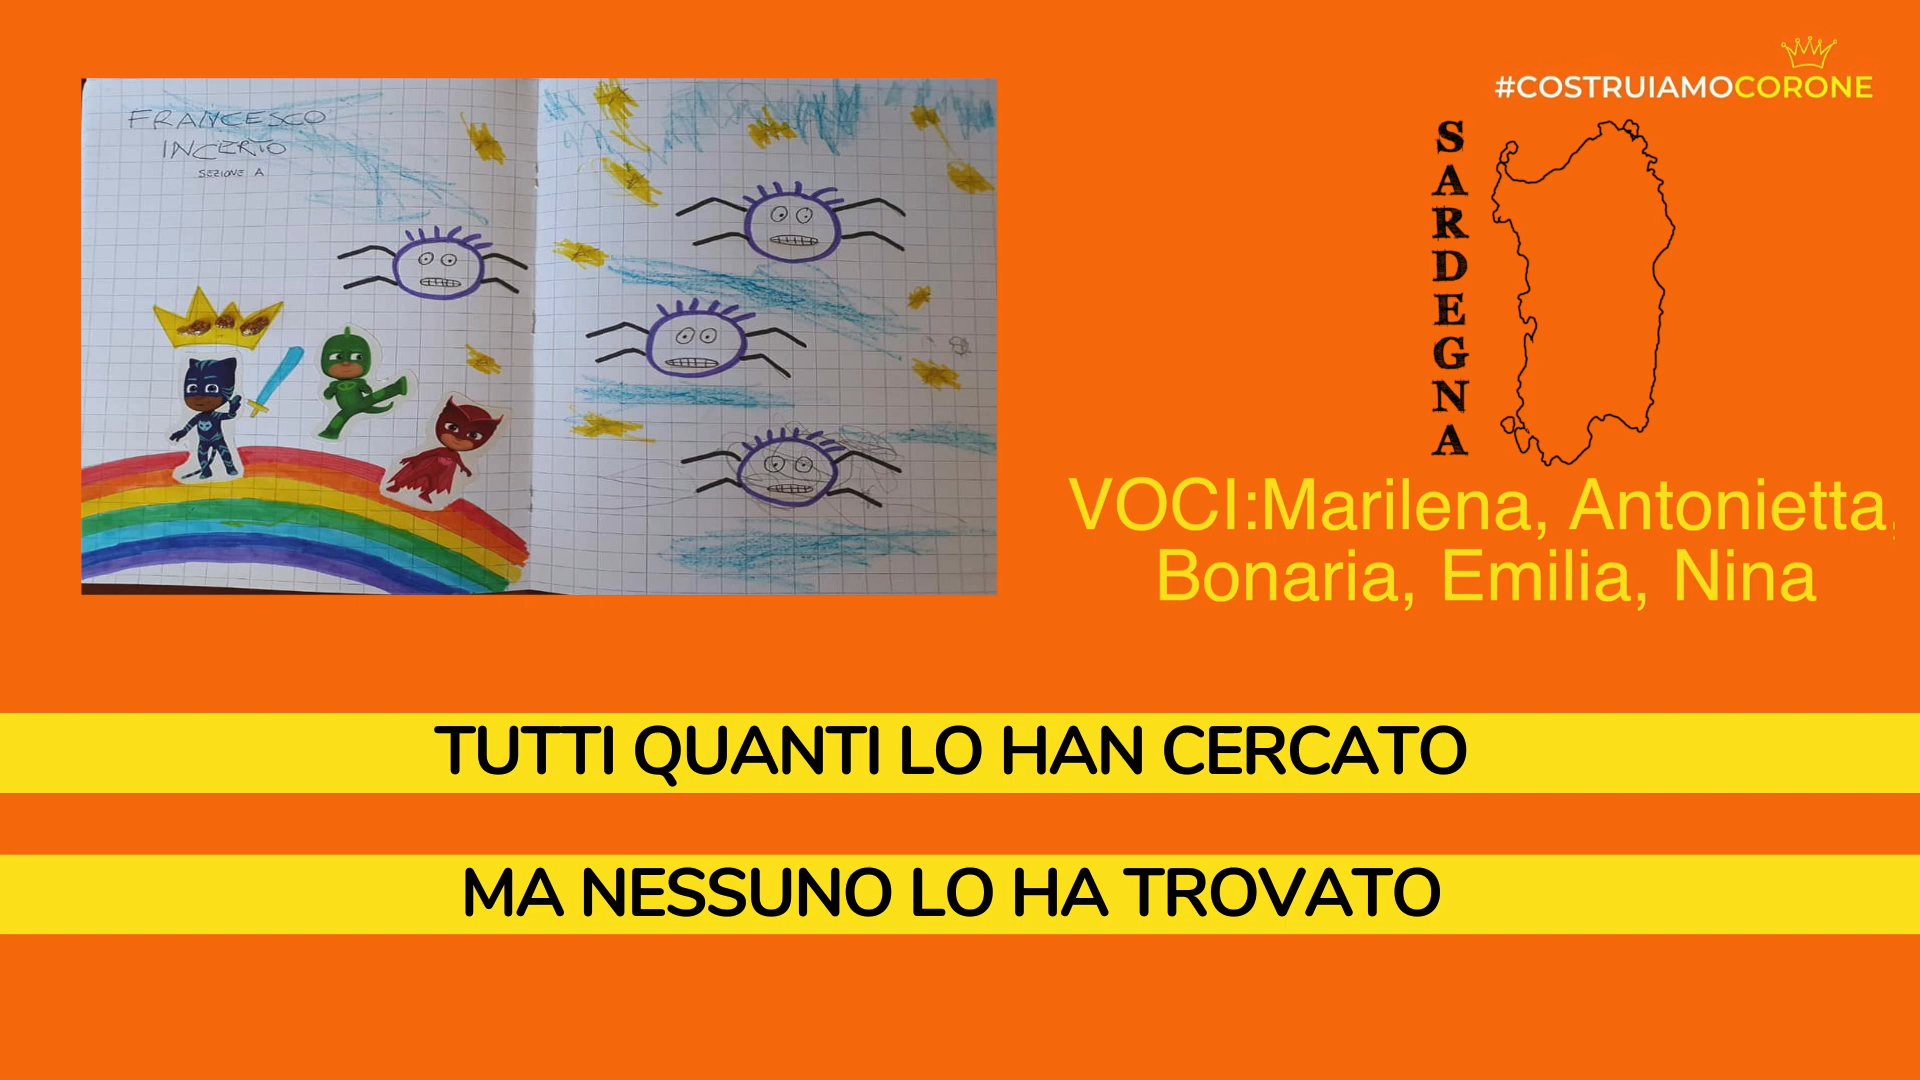 FRANCESCO
INCERTO
SEZIONE A
#COSTRUIAMOCORONE
SARDEGNA
VOCI:Marilena, Antonietta,
Bonaria, Emilia, Nina
TUTTI QUANTI LO HAN CERCATO
MA NESSUNO LO HA TROVATO